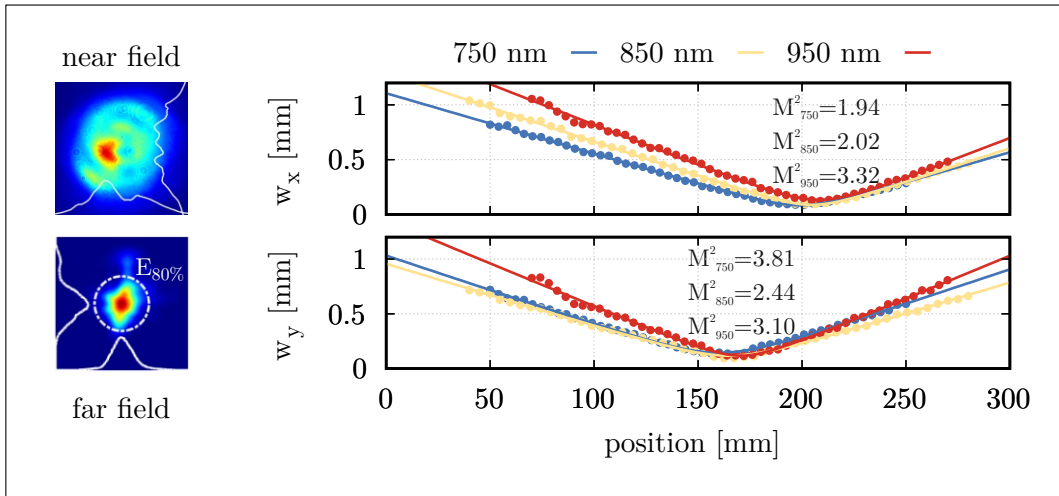 near field
E80%
far field
750 nm 850 nm 950 nm
w_x [mm]
1
0.5
0
M²750=1.94
M²850=2.02
M²950=3.32
w_y [mm]
1
0.5
0
M²750=3.81
M²850=2.44
M²950=3.10
0 50 100 150 200 250 300
position [mm]